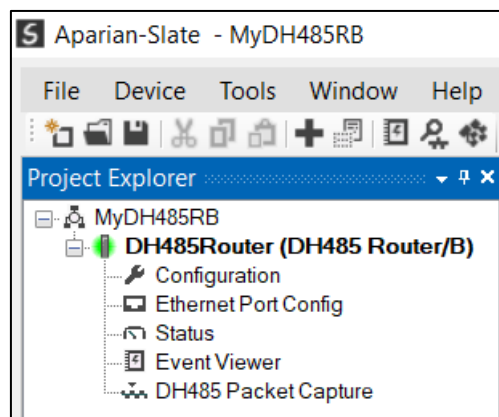 Aparian-Slate - MyDH485RB
File Device Tools Window Help
Project Explorer
MyDH485RB
DH485Router (DH485 Router/B)
Configuration
Ethernet Port Config
Status
Event Viewer
DH485 Packet Capture